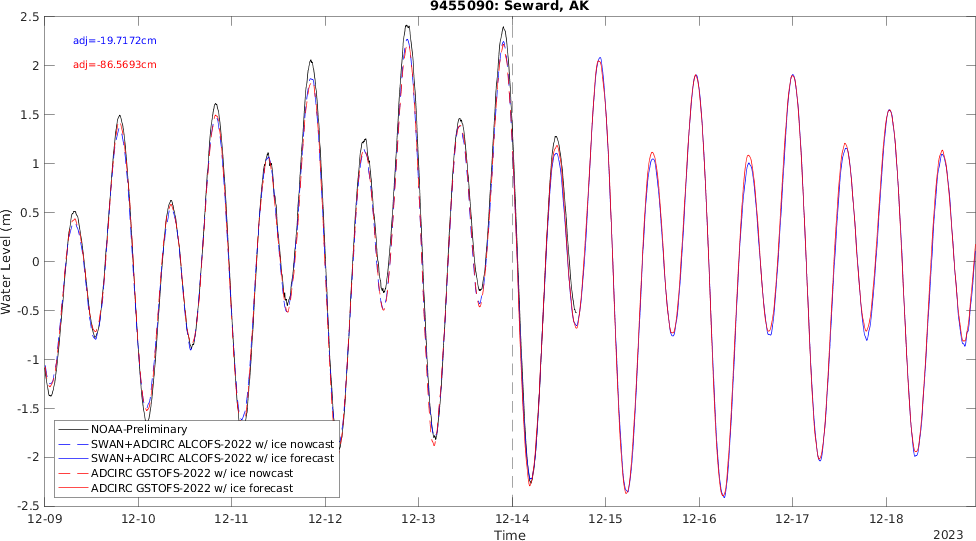 9455090: Seward, AK
adj=-19.7172cm
adj=-86.5693cm
Water Level (m)
2.5
2
1.5
1
0.5
0
-0.5
-1
-1.5
-2
-2.5
NOAA-Preliminary
SWAN+ADCIRC ALCOFS-2022 w/ ice nowcast
SWAN+ADCIRC ALCOFS-2022 w/ ice forecast
ADCIRC GSTOFS-2022 w/ ice nowcast
ADCIRC GSTOFS-2022 w/ ice forecast
12-09 12-10 12-11 12-12 12-13 12-14 12-15 12-16 12-17 12-18
Time
2023